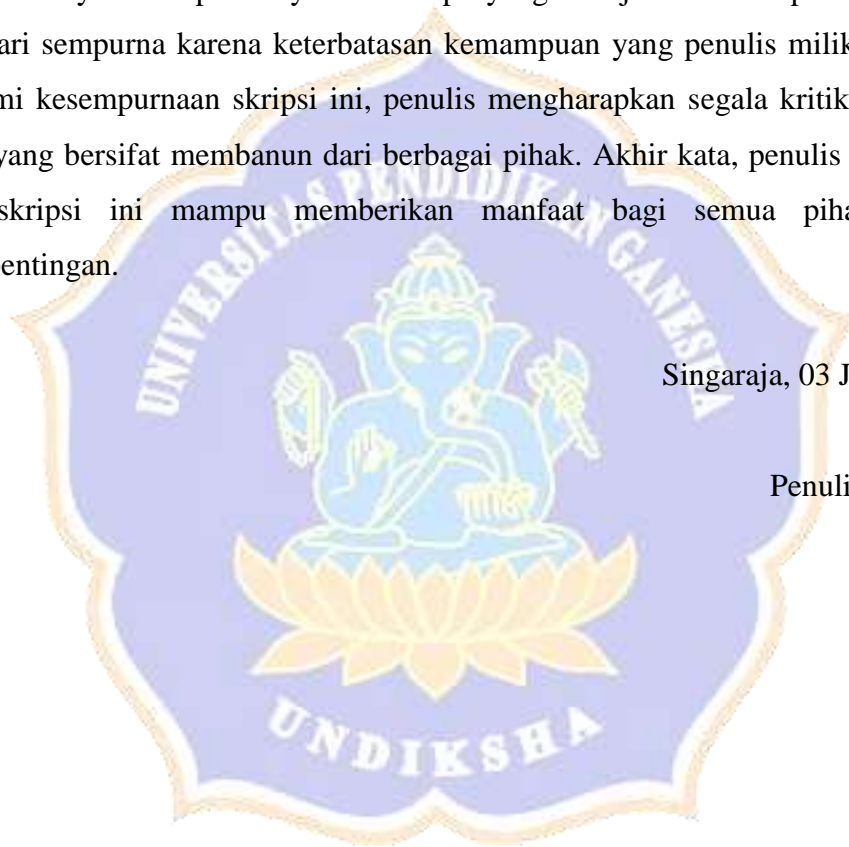 ari sempurna karena keterbatasan kemampuan yang penulis milik
mi kesempurnaan skripsi ini, penulis mengharapkan segala kritik
yang bersifat membanun dari berbagai pihak. Akhir kata, penulis
skripsi ini mampu memberikan manfaat bagi semua piha
entingan.
UNIVERSITAS PENDIDIKAN GANESHA
Singaraja, 03 J
Penuli
UNDIKSHA